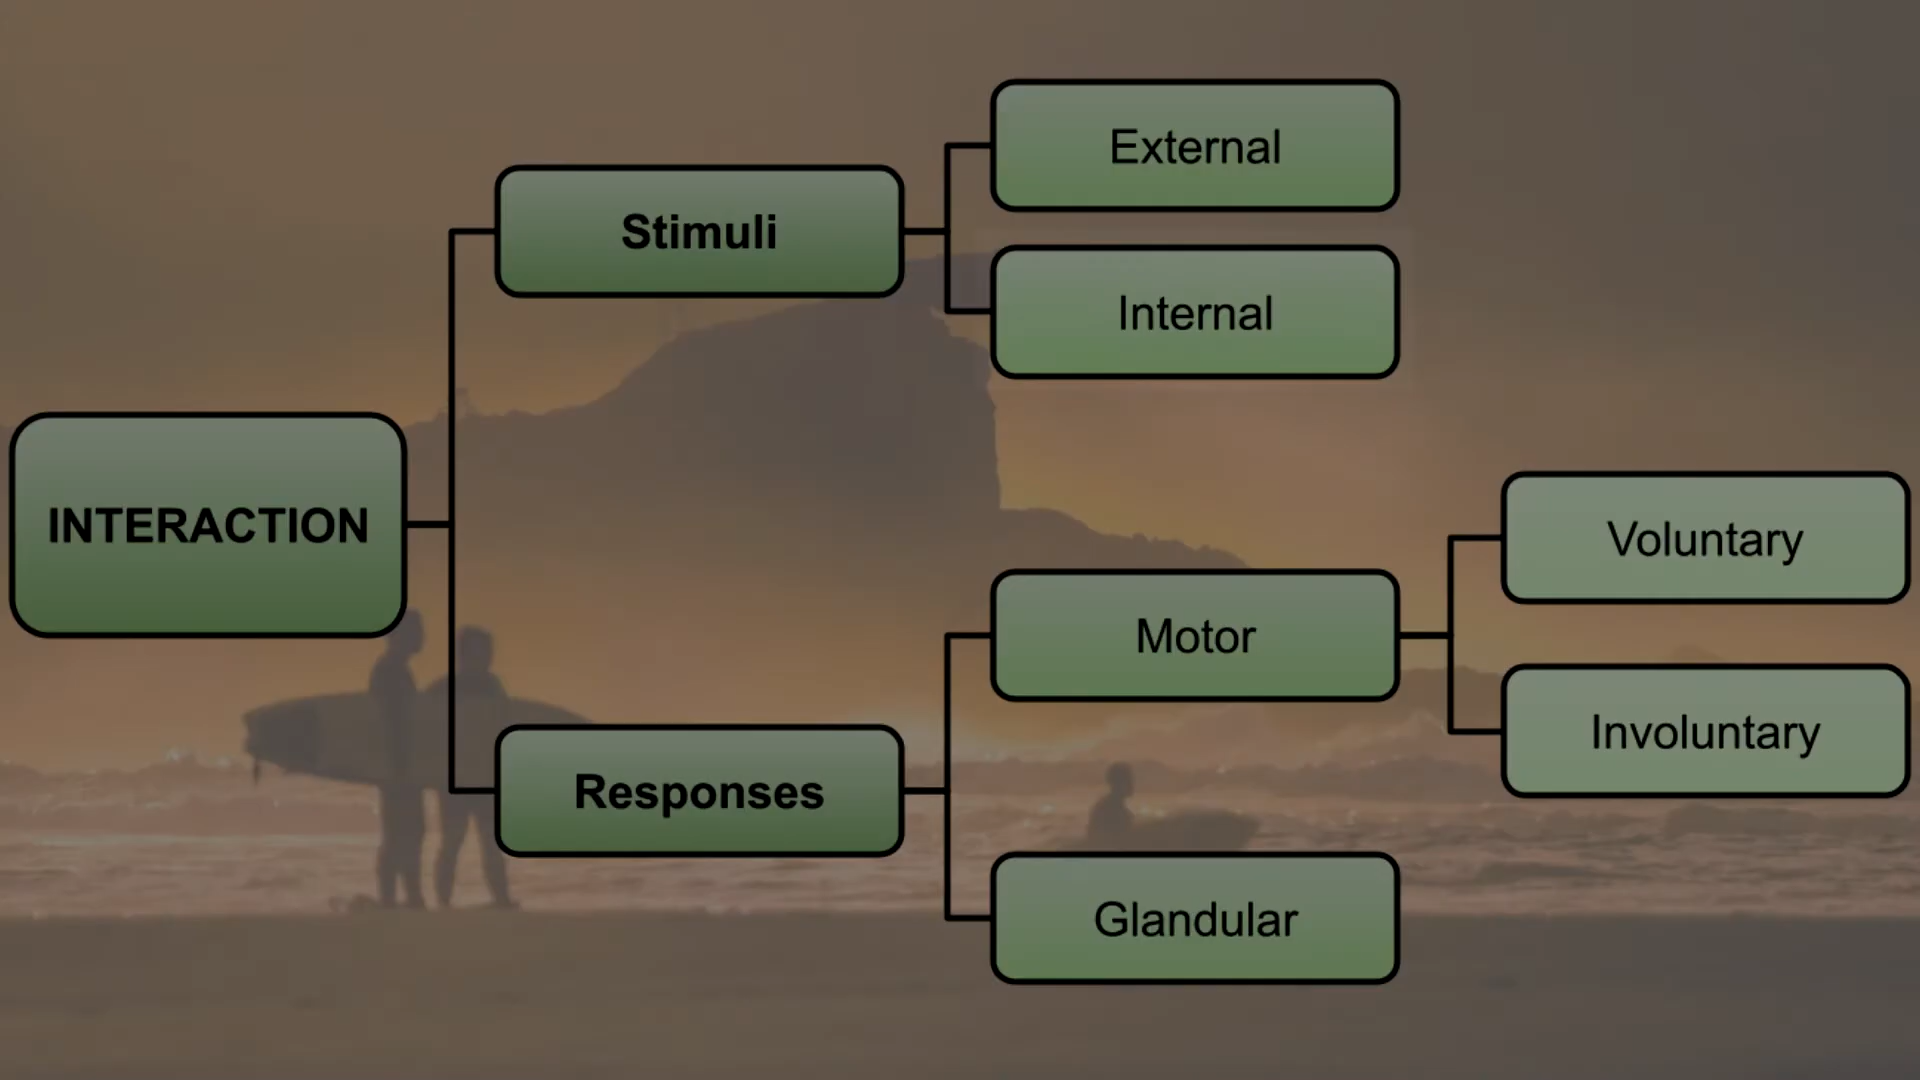 INTERACTION
Stimuli
External
Internal
Responses
Motor
Voluntary
Involuntary
Glandular